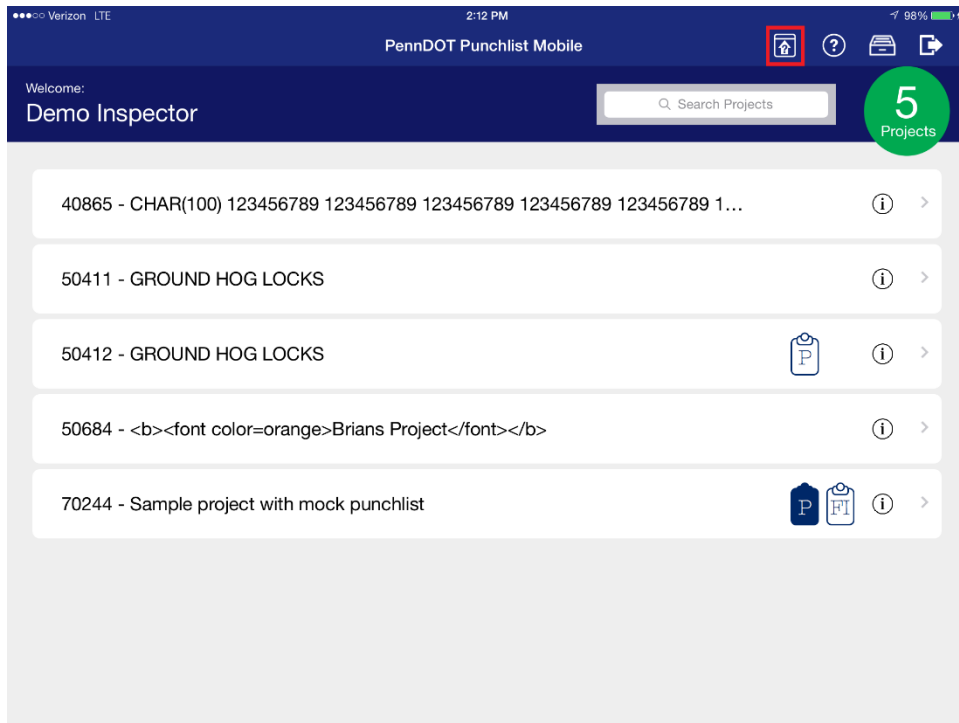 Verizon LTE 2:12 PM 98%
PennDOT Punchlist Mobile
?
Welcome:
Demo Inspector
Search Projects
5
Projects
40865 - CHAR(100) 123456789 123456789 123456789 123456789 123456789 1...
i
50411 - GROUND HOG LOCKS
i
50412 - GROUND HOG LOCKS
P
i
50684 - <b><font color=orange>Brians Project</font></b>
i
70244 - Sample project with mock punchlist
P FI
i